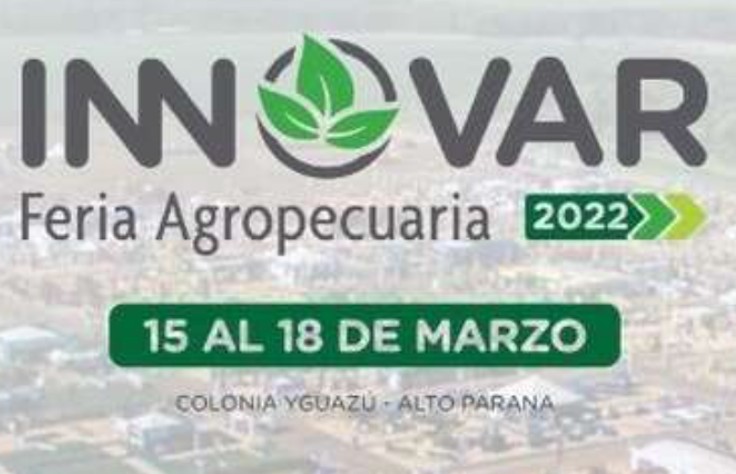 INNOVAR
Feria Agropecuaria 2022
15 AL 18 DE MARZO
COLONIA YGUAZÚ - ALTO PARANA